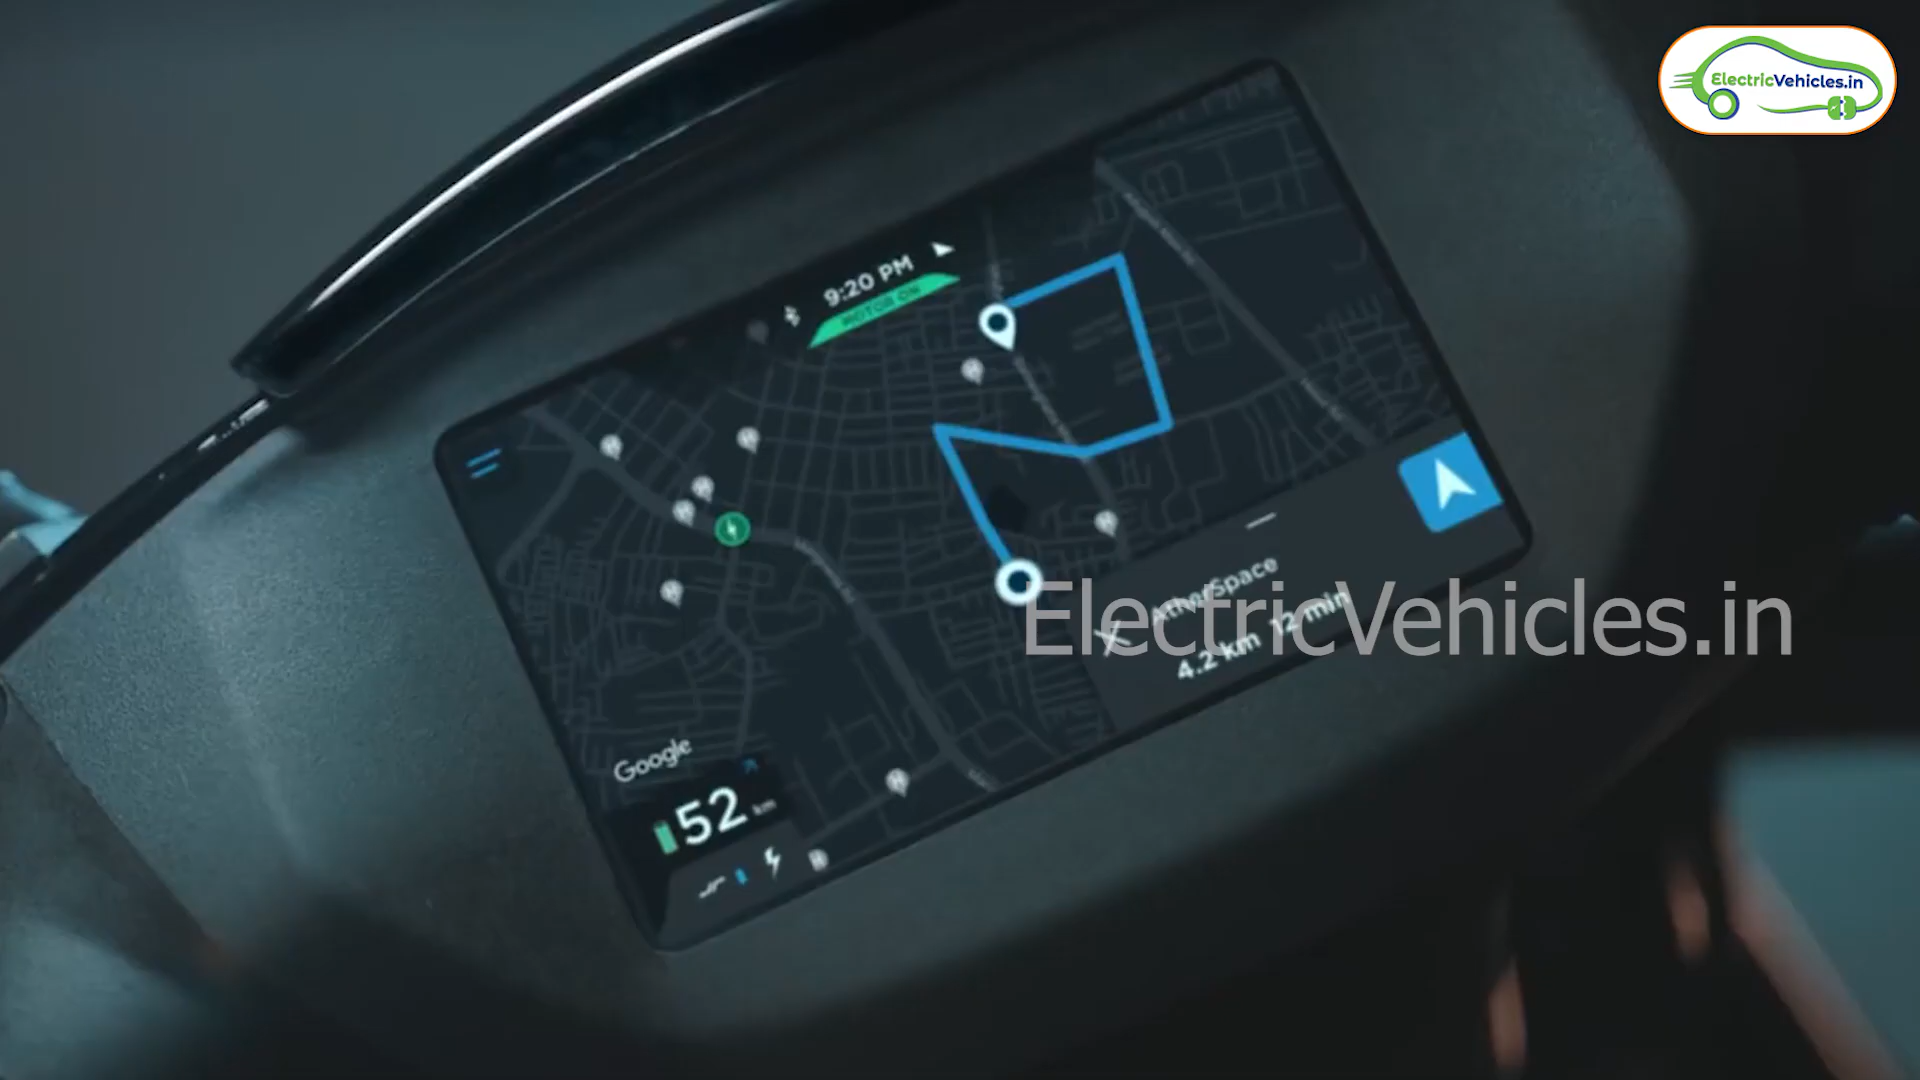 ElectricVehicles.in
9:20 PM
MOTOR ON
AtherSpace
4.2 km 12 min
ElectricVehicles.in
Google
52 km